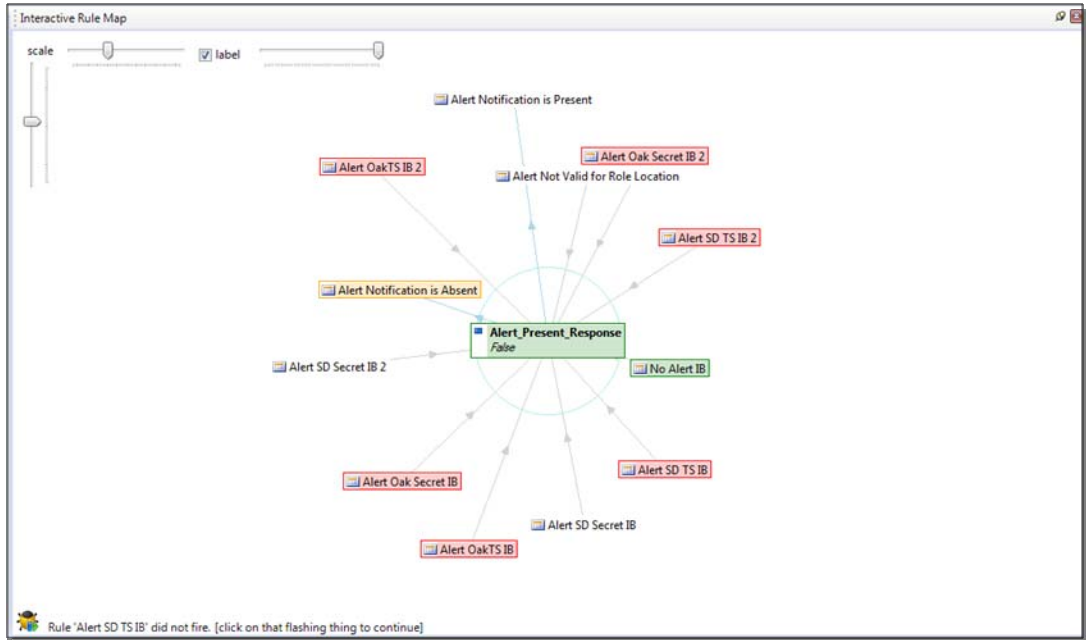 Interactive Rule Map
scale
label
Alert Notification is Present
Alert OakTS IB 2
Alert Oak Secret IB 2
Alert Not Valid for Role Location
Alert SD TS IB 2
Alert Notification is Absent
Alert_Present_Response
False
Alert SD Secret IB 2
No Alert IB
Alert SD TS IB
Alert Oak Secret IB
Alert SD Secret IB
Alert OakTS IB
Rule 'Alert SD TS IB' did not fire. [click on that flashing thing to continue]